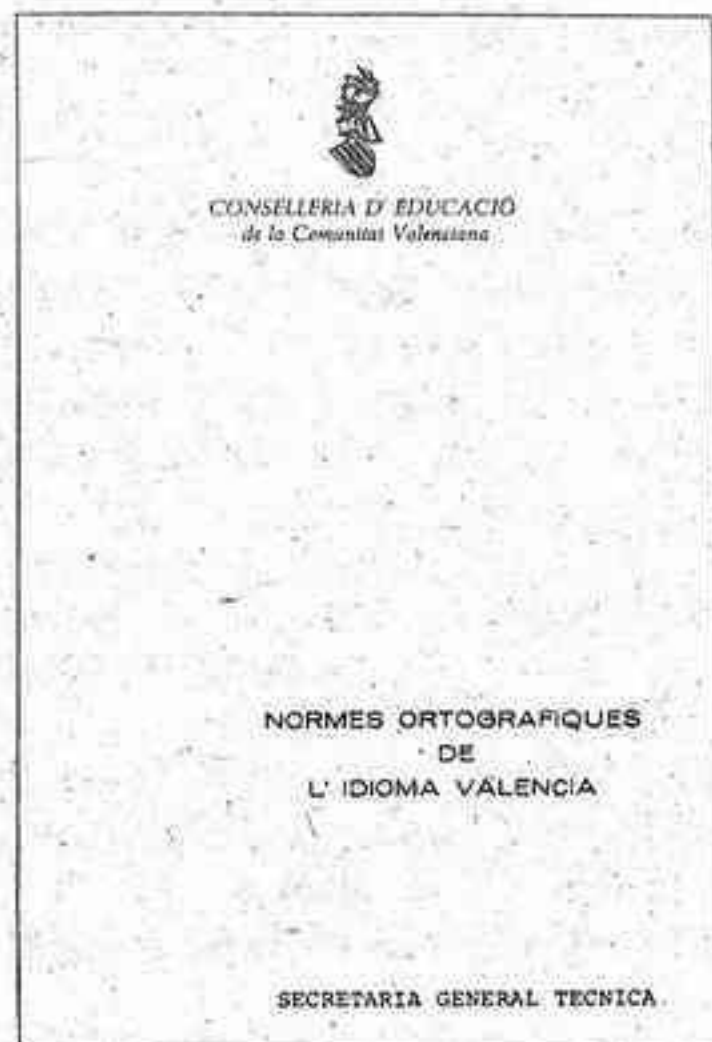 CONSELLERIA D' EDUCACIÓ
de la Comunitat Valenciana
NORMES ORTOGRAFIQUES
DE
L' IDIOMA VALENCIA
SECRETARIA GENERAL TECNICA